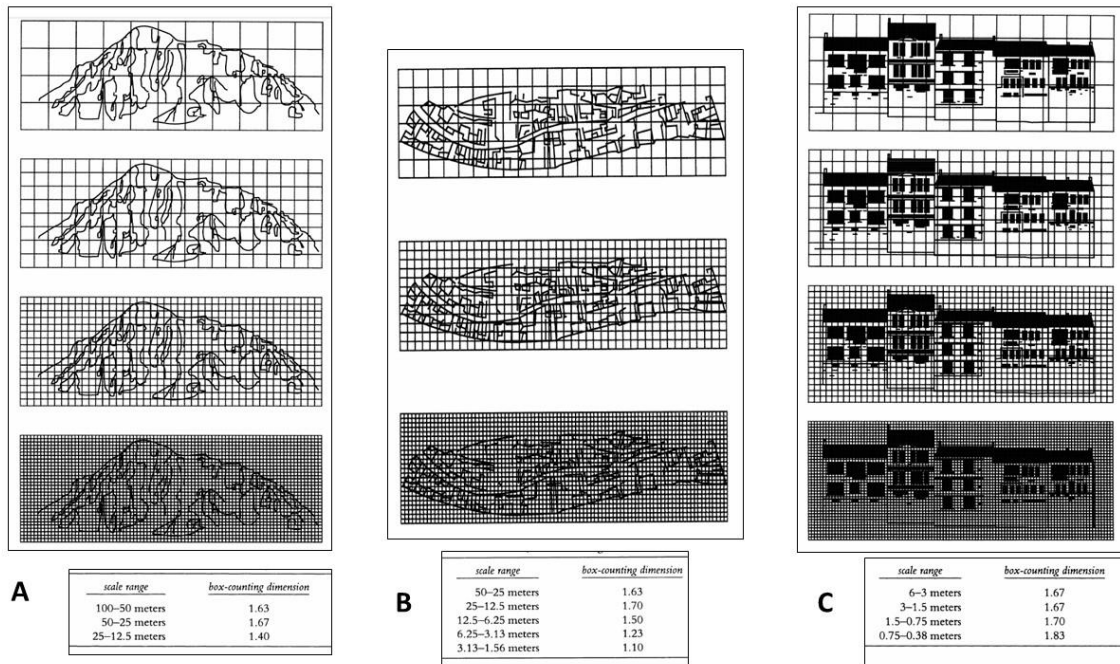 A
scale range box-counting dimension
100–50 meters 1.63
50–25 meters 1.67
25–12.5 meters 1.40
B
scale range box-counting dimension
50–25 meters 1.63
25–12.5 meters 1.70
12.5–6.25 meters 1.50
6.25–3.13 meters 1.23
3.13–1.56 meters 1.10
C
scale range box-counting dimension
6–3 meters 1.67
3–1.5 meters 1.67
1.5–0.75 meters 1.70
0.75–0.38 meters 1.83